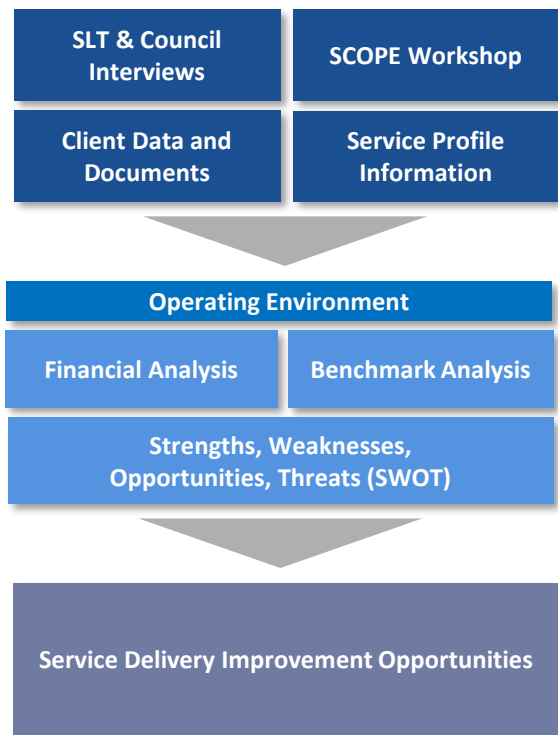 SLT & Council
Interviews
SCOPE Workshop
Client Data and
Documents
Service Profile
Information
Operating Environment
Financial Analysis
Benchmark Analysis
Strengths, Weaknesses,
Opportunities, Threats (SWOT)
Service Delivery Improvement Opportunities